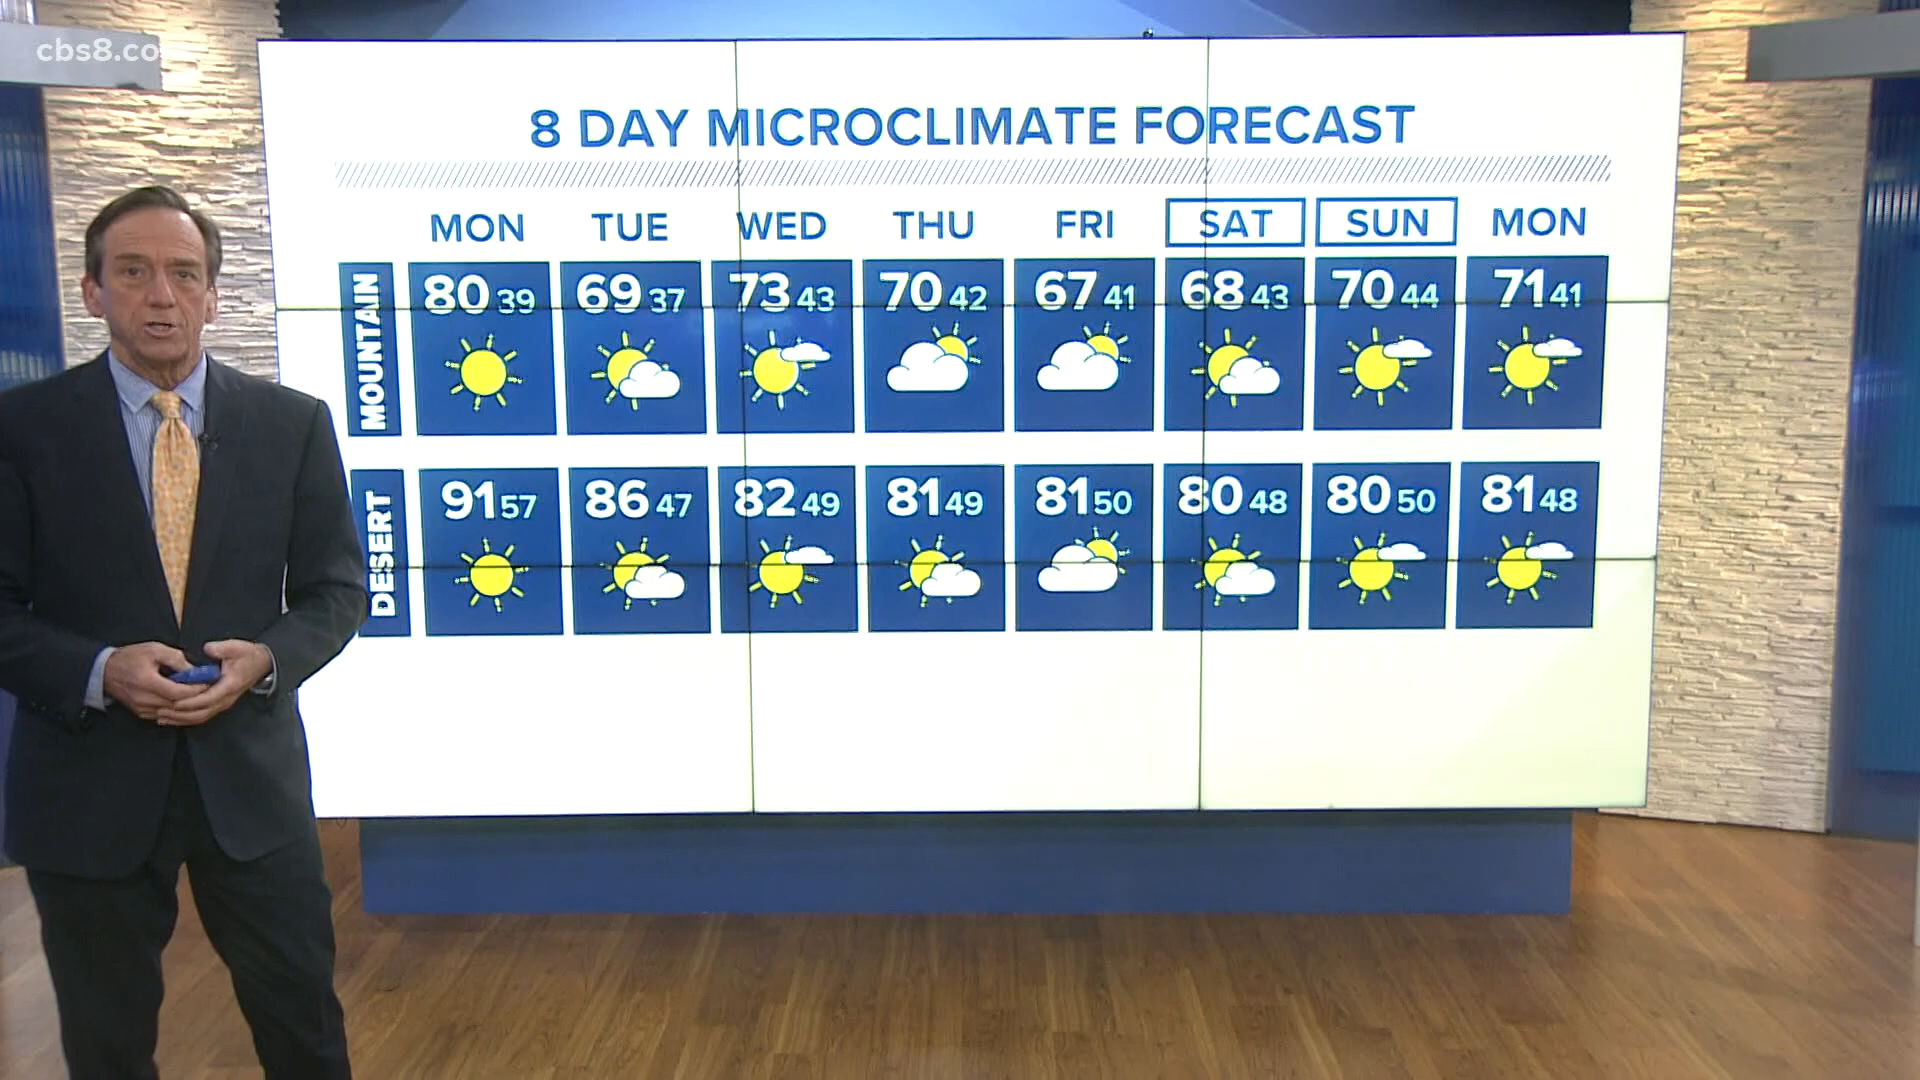 cbs8.co
8 DAY MICROCLIMATE FORECAST
MON TUE WED THU FRI SAT SUN MON
MOUNTAIN
80 39 69 37 73 43 70 42 67 41 68 43 70 44 71 41
DESERT
91 57 86 47 82 49 81 49 81 50 80 48 80 50 81 48